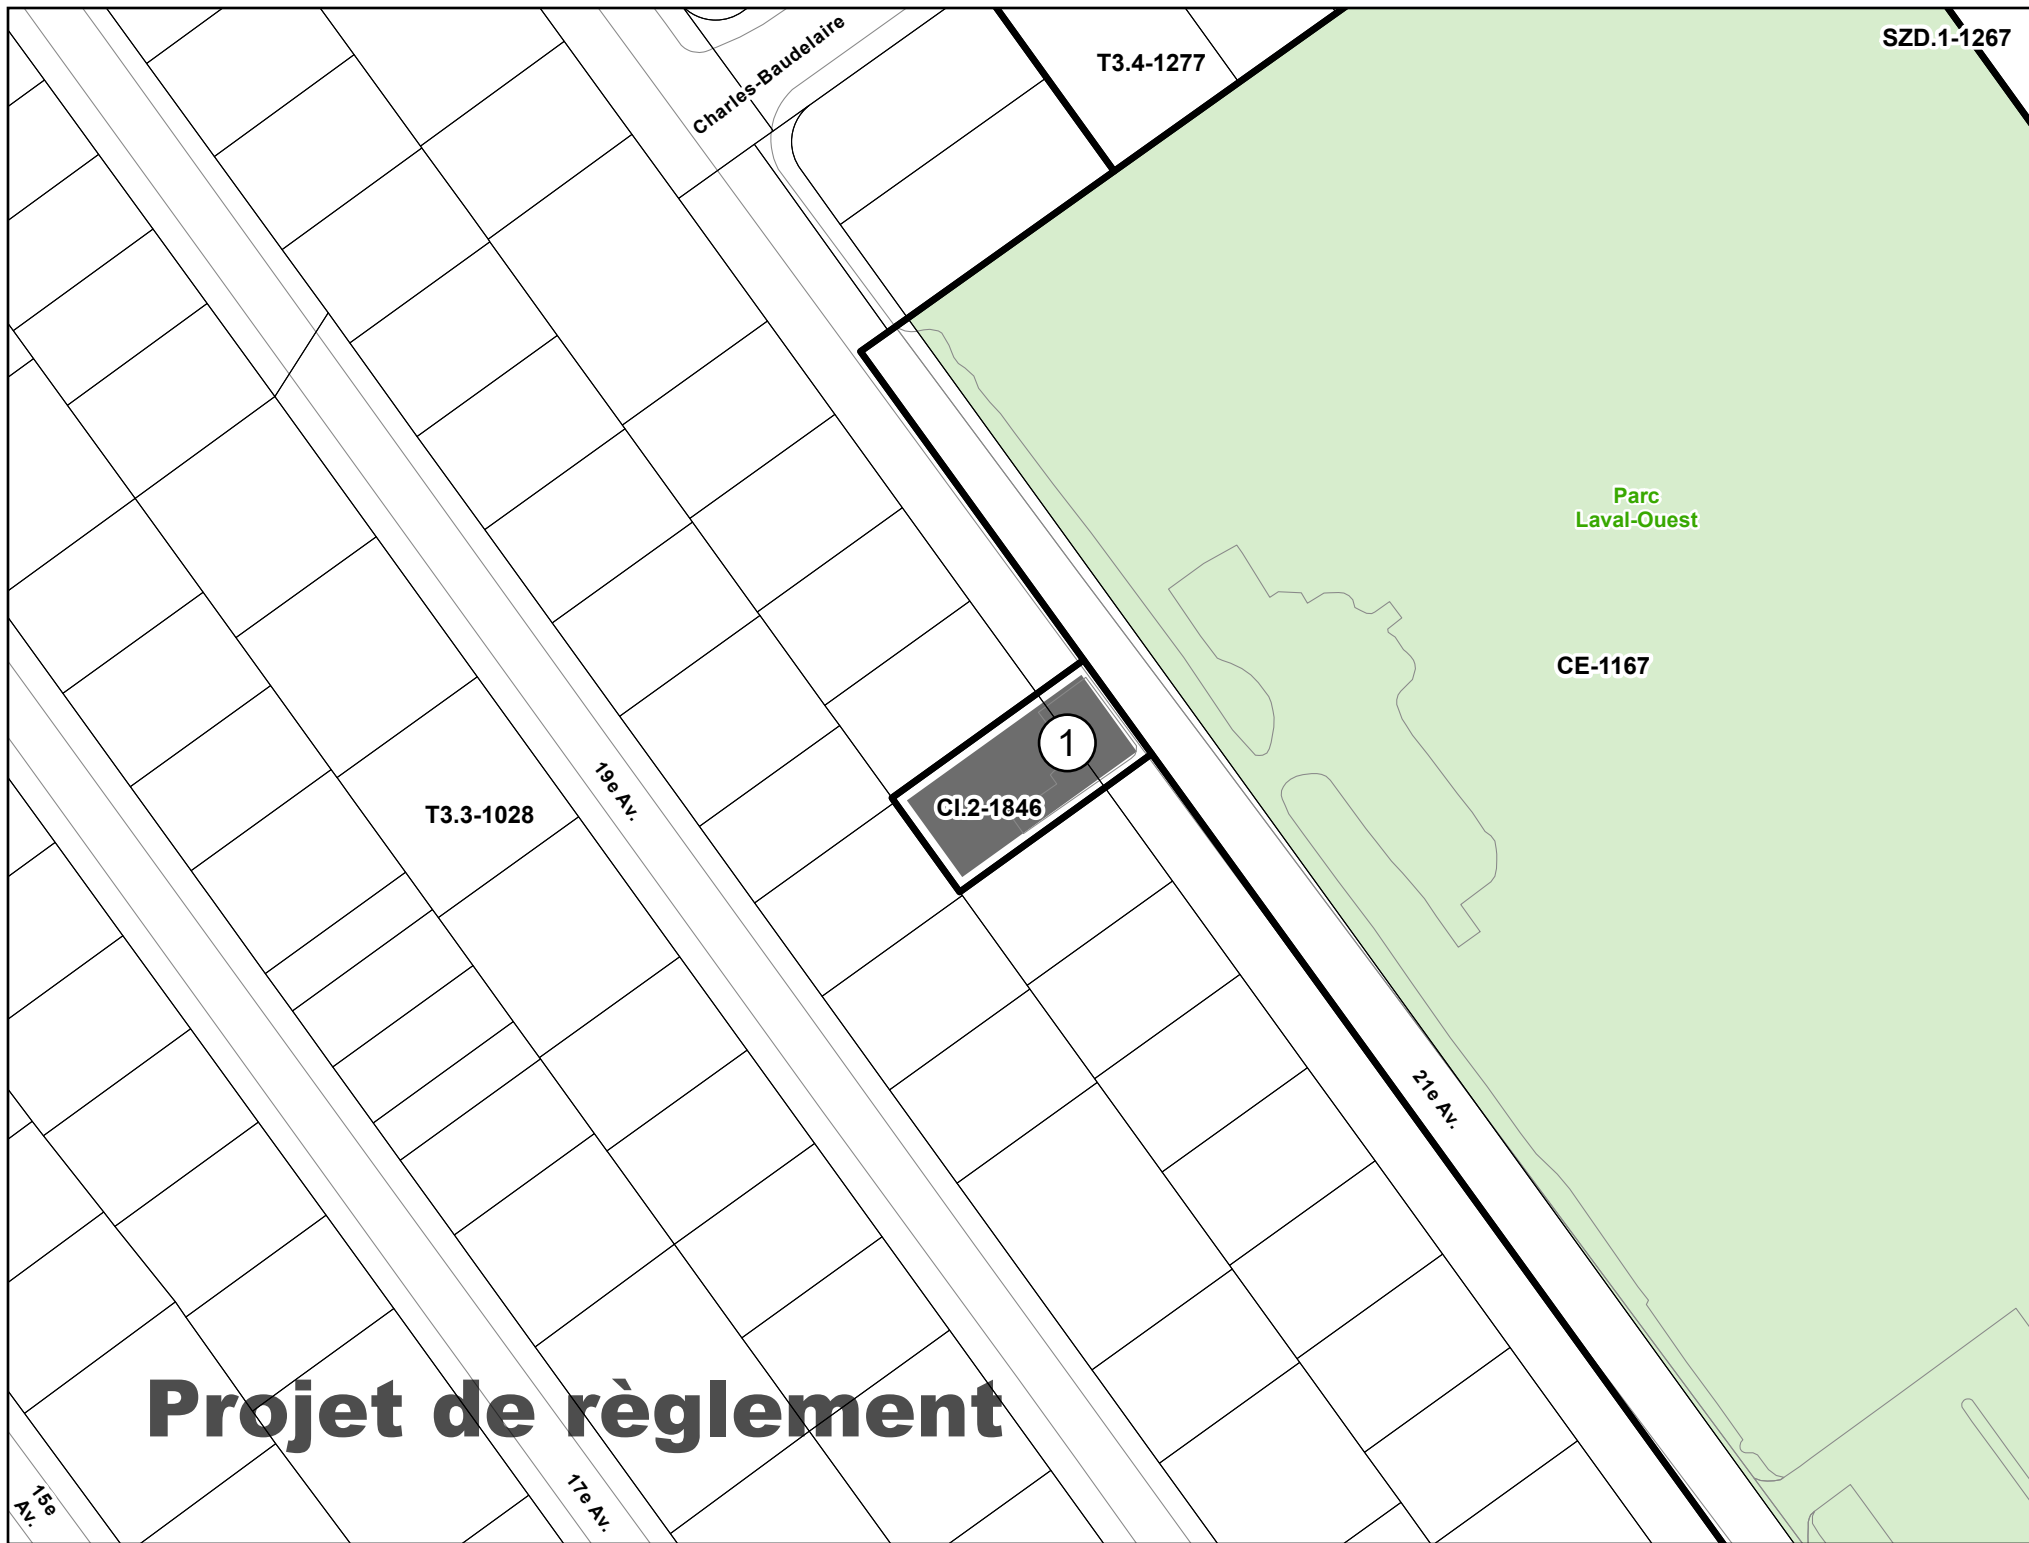 SZD.1-1267
Charles-Baudelaire
T3.4-1277
Parc
Laval-Ouest
CE-1167
1
CI.2-1846
19e Av.
T3.3-1028
21e Av.
Projet de règlement
15e
Av.
17e Av.